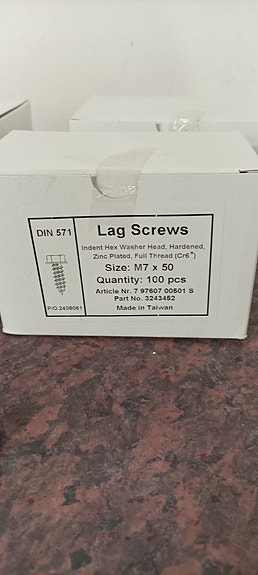 DIN 571
Lag Screws
Indent Hex Washer Head, Hardened,
Zinc Plated, Full Thread (Cr6⁺)
Size: M7 x 50
Quantity: 100 pcs
Article Nr. 7 97607 00501 S
Part No. 3243452
P/O:2408061
Made in Taiwan